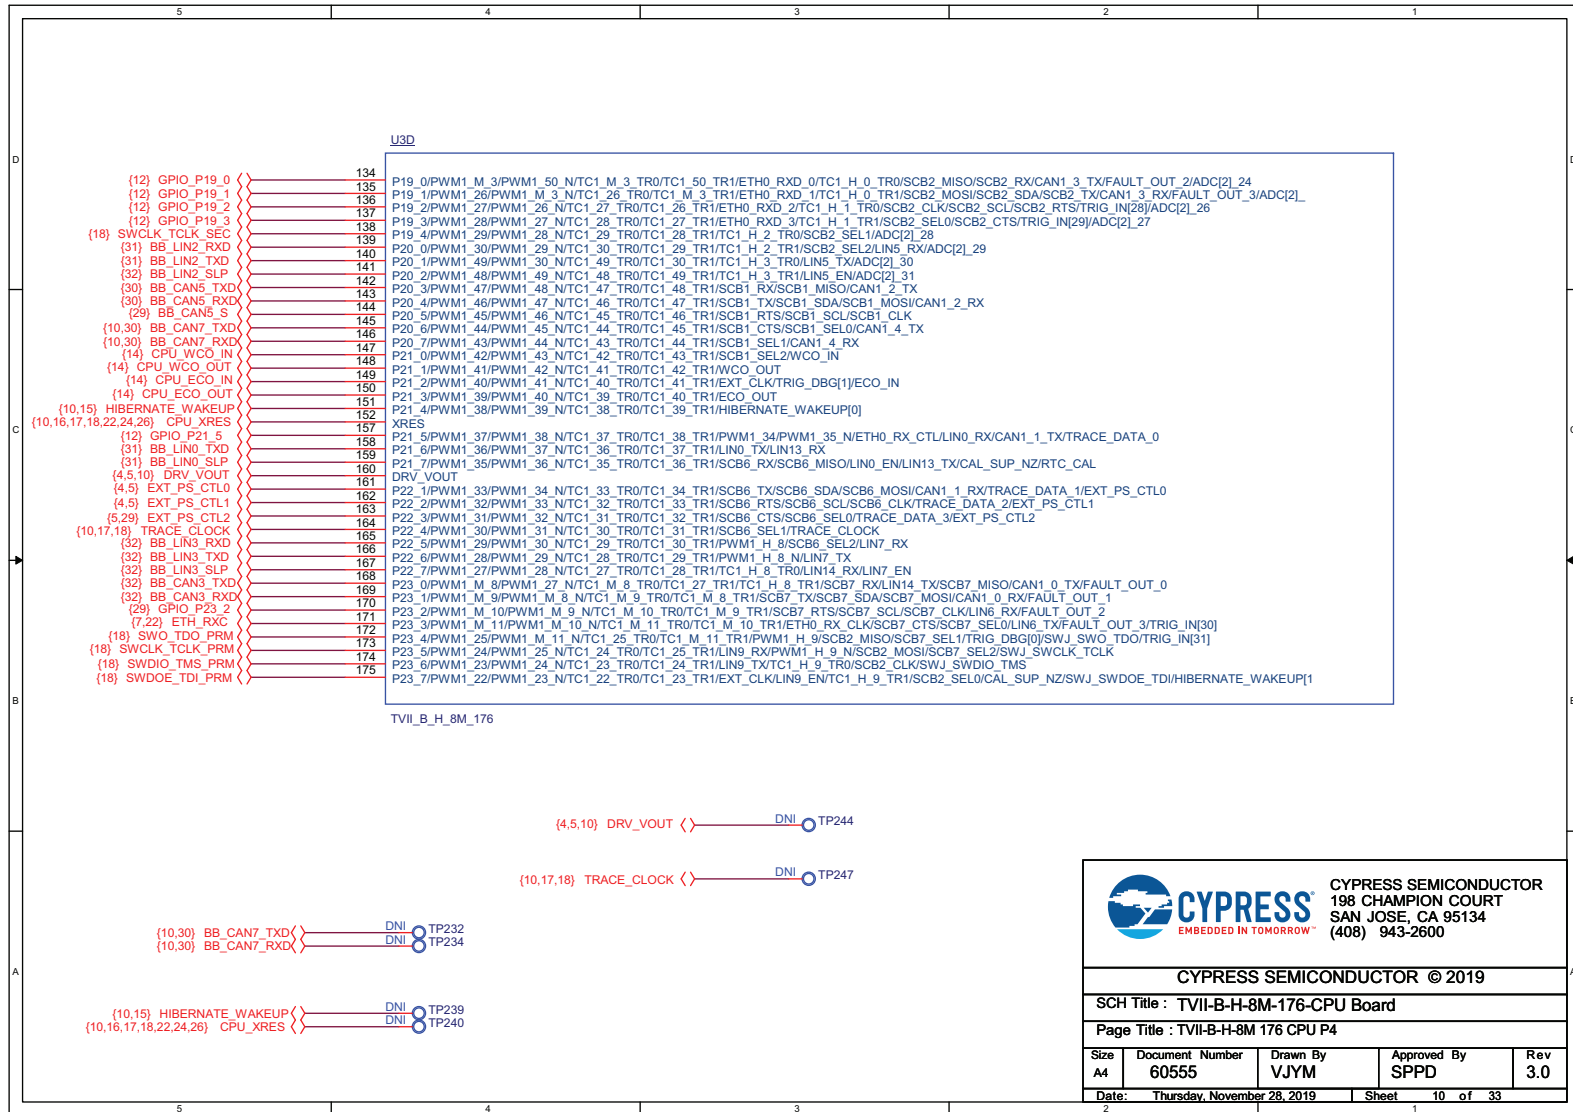 5 4 3 2 1
D
U3D
{12} GPIO_P19_0 134 P19_0/PWM1_M_3/PWM1_50_N/TC1_M_3_TR0/TC1_50_TR1/ETH0_RXD_0/TC1_H_0_TR0/SCB2_MISO/SCB2_RX/CAN1_3_TX/FAULT_OUT_2/ADC[2]_24
{12} GPIO_P19_1 135 P19_1/PWM1_26/PWM1_M_3_N/TC1_26_TR0/TC1_M_3_TR1/ETH0_RXD_1/TC1_H_0_TR1/SCB2_MOSI/SCB2_SDA/SCB2_TX/CAN1_3_RX/FAULT_OUT_3/ADC[2]_
{12} GPIO_P19_2 136 P19_2/PWM1_27/PWM1_26_N/TC1_27_TR0/TC1_26_TR1/ETH0_RXD_2/TC1_H_1_TR0/SCB2_CLK/SCB2_SCL/SCB2_RTS/TRIG_IN[28]/ADC[2]_26
{12} GPIO_P19_3 137 P19_3/PWM1_28/PWM1_27_N/TC1_28_TR0/TC1_27_TR1/ETH0_RXD_3/TC1_H_1_TR1/SCB2_SEL0/SCB2_CTS/TRIG_IN[29]/ADC[2]_27
{18} SWCLK_TCLK_SEC 138 P19_4/PWM1_29/PWM1_28_N/TC1_29_TR0/TC1_28_TR1/TC1_H_2_TR0/SCB2_SEL1/ADC[2]_28
{31} BB_LIN2_RXD 139 P20_0/PWM1_30/PWM1_29_N/TC1_30_TR0/TC1_29_TR1/TC1_H_2_TR1/SCB2_SEL2/LIN5_RX/ADC[2]_29
{31} BB_LIN2_TXD 140 P20_1/PWM1_49/PWM1_30_N/TC1_49_TR0/TC1_30_TR1/TC1_H_3_TR0/LIN5_TX/ADC[2]_30
{32} BB_LIN2_SLP 141 P20_2/PWM1_48/PWM1_49_N/TC1_48_TR0/TC1_49_TR1/TC1_H_3_TR1/LIN5_EN/ADC[2]_31
{30} BB_CAN5_TXD 142 P20_3/PWM1_47/PWM1_48_N/TC1_47_TR0/TC1_48_TR1/SCB1_RX/SCB1_MISO/CAN1_2_TX
{30} BB_CAN5_RXD 143 P20_4/PWM1_46/PWM1_47_N/TC1_46_TR0/TC1_47_TR1/SCB1_TX/SCB1_SDA/SCB1_MOSI/CAN1_2_RX
{29} BB_CAN5_S 144 P20_5/PWM1_45/PWM1_46_N/TC1_45_TR0/TC1_46_TR1/SCB1_RTS/SCB1_SCL/SCB1_CLK
{10,30} BB_CAN7_TXD 145 P20_6/PWM1_44/PWM1_45_N/TC1_44_TR0/TC1_45_TR1/SCB1_CTS/SCB1_SEL0/CAN1_4_TX
{10,30} BB_CAN7_RXD 146 P20_7/PWM1_43/PWM1_44_N/TC1_43_TR0/TC1_44_TR1/SCB1_SEL1/CAN1_4_RX
{14} CPU_WCO_IN 147 P21_0/PWM1_42/PWM1_43_N/TC1_42_TR0/TC1_43_TR1/SCB1_SEL2/WCO_IN
{14} CPU_WCO_OUT 148 P21_1/PWM1_41/PWM1_42_N/TC1_41_TR0/TC1_42_TR1/WCO_OUT
{14} CPU_ECO_IN 149 P21_2/PWM1_40/PWM1_41_N/TC1_40_TR0/TC1_41_TR1/EXT_CLK/TRIG_DBG[1]/ECO_IN
{14} CPU_ECO_OUT 150 P21_3/PWM1_39/PWM1_40_N/TC1_39_TR0/TC1_40_TR1/ECO_OUT
{10,15} HIBERNATE_WAKEUP 151 P21_4/PWM1_38/PWM1_39_N/TC1_38_TR0/TC1_39_TR1/HIBERNATE_WAKEUP[0]
C {10,16,17,18,22,24,26} CPU_XRES 152 XRES
{12} GPIO_P21_5 157 P21_5/PWM1_37/PWM1_38_N/TC1_37_TR0/TC1_38_TR1/PWM1_34/PWM1_35_N/ETH0_RX_CTL/LIN0_RX/CAN1_1_TX/TRACE_DATA_0
{31} BB_LIN0_TXD 158 P21_6/PWM1_36/PWM1_37_N/TC1_36_TR0/TC1_37_TR1/LIN0_TX/LIN13_RX
{31} BB_LIN0_SLP 159 P21_7/PWM1_35/PWM1_36_N/TC1_35_TR0/TC1_36_TR1/SCB6_RX/SCB6_MISO/LIN0_EN/LIN13_TX/CAL_SUP_NZ/RTC_CAL
{4,5,10} DRV_VOUT 160 DRV_VOUT
{4,5} EXT_PS_CTL0 161 P22_1/PWM1_33/PWM1_34_N/TC1_33_TR0/TC1_34_TR1/SCB6_TX/SCB6_SDA/SCB6_MOSI/CAN1_1_RX/TRACE_DATA_1/EXT_PS_CTL0
{4,5} EXT_PS_CTL1 162 P22_2/PWM1_32/PWM1_33_N/TC1_32_TR0/TC1_33_TR1/SCB6_RTS/SCB6_SCL/SCB6_CLK/TRACE_DATA_2/EXT_PS_CTL1
{5,29} EXT_PS_CTL2 163 P22_3/PWM1_31/PWM1_32_N/TC1_31_TR0/TC1_32_TR1/SCB6_CTS/SCB6_SEL0/TRACE_DATA_3/EXT_PS_CTL2
{10,17,18} TRACE_CLOCK 164 P22_4/PWM1_30/PWM1_31_N/TC1_30_TR0/TC1_31_TR1/SCB6_SEL1/TRACE_CLOCK
{32} BB_LIN3_RXD 165 P22_5/PWM1_29/PWM1_30_N/TC1_29_TR0/TC1_30_TR1/PWM1_H_8/SCB6_SEL2/LIN7_RX
{32} BB_LIN3_TXD 166 P22_6/PWM1_28/PWM1_29_N/TC1_28_TR0/TC1_29_TR1/PWM1_H_8_N/LIN7_TX
{32} BB_LIN3_SLP 167 P22_7/PWM1_27/PWM1_28_N/TC1_27_TR0/TC1_28_TR1/TC1_H_8_TR0/LIN14_RX/LIN7_EN
{32} BB_CAN3_TXD 168 P23_0/PWM1_M_8/PWM1_27_N/TC1_M_8_TR0/TC1_27_TR1/TC1_H_8_TR1/SCB7_RX/LIN14_TX/SCB7_MISO/CAN1_0_TX/FAULT_OUT_0
{32} BB_CAN3_RXD 169 P23_1/PWM1_M_9/PWM1_M_8_N/TC1_M_9_TR0/TC1_M_8_TR1/SCB7_TX/SCB7_SDA/SCB7_MOSI/CAN1_0_RX/FAULT_OUT_1
{29} GPIO_P23_2 170 P23_2/PWM1_M_10/PWM1_M_9_N/TC1_M_10_TR0/TC1_M_9_TR1/SCB7_RTS/SCB7_SCL/SCB7_CLK/LIN6_RX/FAULT_OUT_2
{7,22} ETH_RXC 171 P23_3/PWM1_M_11/PWM1_M_10_N/TC1_M_11_TR0/TC1_M_10_TR1/ETH0_RX_CLK/SCB7_CTS/SCB7_SEL0/LIN6_TX/FAULT_OUT_3/TRIG_IN[30]
{18} SWO_TDO_PRM 172 P23_4/PWM1_25/PWM1_M_11_N/TC1_25_TR0/TC1_M_11_TR1/PWM1_H_9/SCB2_MISO/SCB7_SEL1/TRIG_DBG[0]/SWJ_SWO_TDO/TRIG_IN[31]
{18} SWCLK_TCLK_PRM 173 P23_5/PWM1_24/PWM1_25_N/TC1_24_TR0/TC1_25_TR1/LIN9_RX/PWM1_H_9_N/SCB2_MOSI/SCB7_SEL2/SWJ_SWCLK_TCLK
{18} SWDIO_TMS_PRM 174 P23_6/PWM1_23/PWM1_24_N/TC1_23_TR0/TC1_24_TR1/LIN9_TX/TC1_H_9_TR0/SCB2_CLK/SWJ_SWDIO_TMS
{18} SWDOE_TDI_PRM 175 P23_7/PWM1_22/PWM1_23_N/TC1_22_TR0/TC1_23_TR1/EXT_CLK/LIN9_EN/TC1_H_9_TR1/SCB2_SEL0/CAL_SUP_NZ/SWJ_SWDOE_TDI/HIBERNATE_WAKEUP[1
B
TVII_B_H_8M_176
{4,5,10} DRV_VOUT DNI TP244
{10,17,18} TRACE_CLOCK DNI TP247
{10,30} BB_CAN7_TXD DNI TP232
{10,30} BB_CAN7_RXD DNI TP234
A
{10,15} HIBERNATE_WAKEUP DNI TP239
{10,16,17,18,22,24,26} CPU_XRES DNI TP240
CYPRESS®
EMBEDDED IN TOMORROW™
CYPRESS SEMICONDUCTOR
198 CHAMPION COURT
SAN JOSE, CA 95134
(408) 943-2600
CYPRESS SEMICONDUCTOR © 2019
SCH Title : TVII-B-H-8M-176-CPU Board
Page Title : TVII-B-H-8M 176 CPU P4
Size Document Number Drawn By Approved By Rev
A4 60555 VJYM SPPD 3.0
Date: Thursday, November 28, 2019 Sheet 10 of 33
5 4 3 2 1